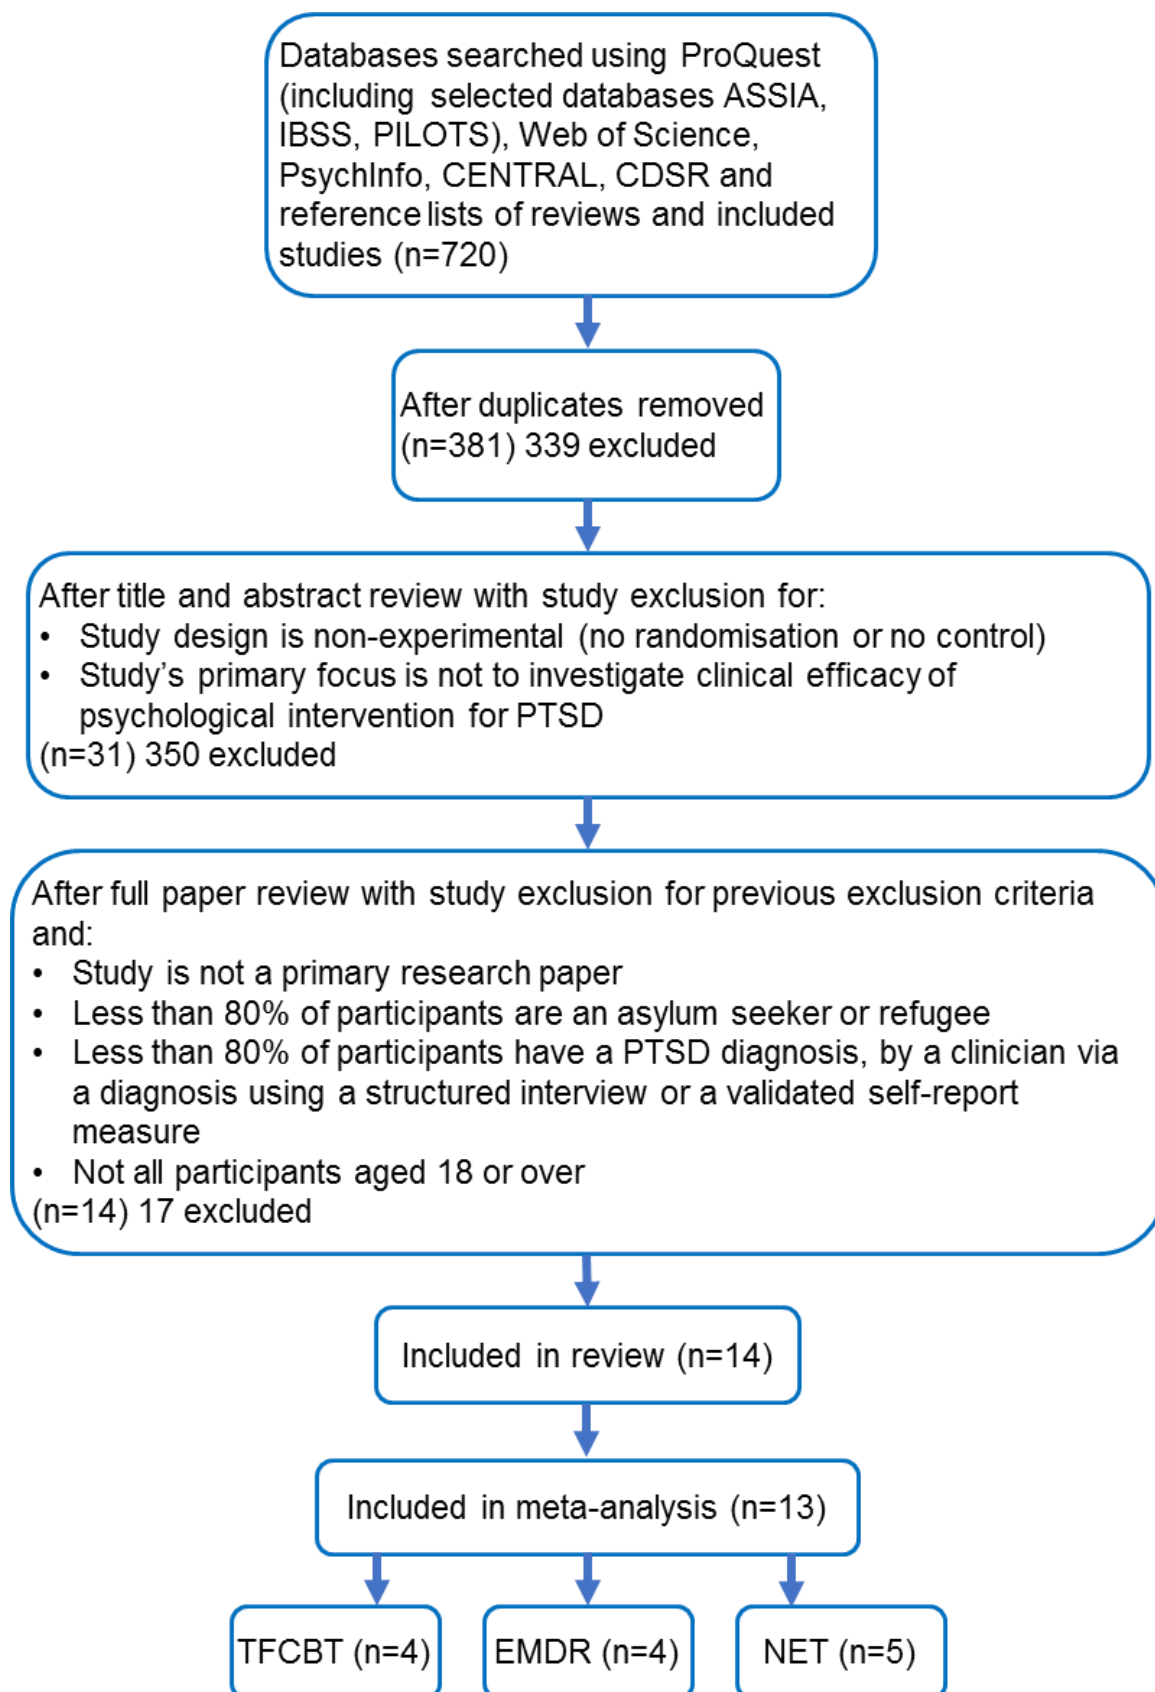 Databases searched using ProQuest
(including selected databases ASSIA,
IBSS, PILOTS), Web of Science,
PsychInfo, CENTRAL, CDSR and
reference lists of reviews and included
studies (n=720)
After duplicates removed
(n=381) 339 excluded
After title and abstract review with study exclusion for:
• Study design is non-experimental (no randomisation or no control)
• Study's primary focus is not to investigate clinical efficacy of
psychological intervention for PTSD
(n=31) 350 excluded
After full paper review with study exclusion for previous exclusion criteria
and:
• Study is not a primary research paper
• Less than 80% of participants are an asylum seeker or refugee
• Less than 80% of participants have a PTSD diagnosis, by a clinician via
a diagnosis using a structured interview or a validated self-report
measure
• Not all participants aged 18 or over
(n=14) 17 excluded
Included in review (n=14)
Included in meta-analysis (n=13)
TFCBT (n=4)
EMDR (n=4)
NET (n=5)